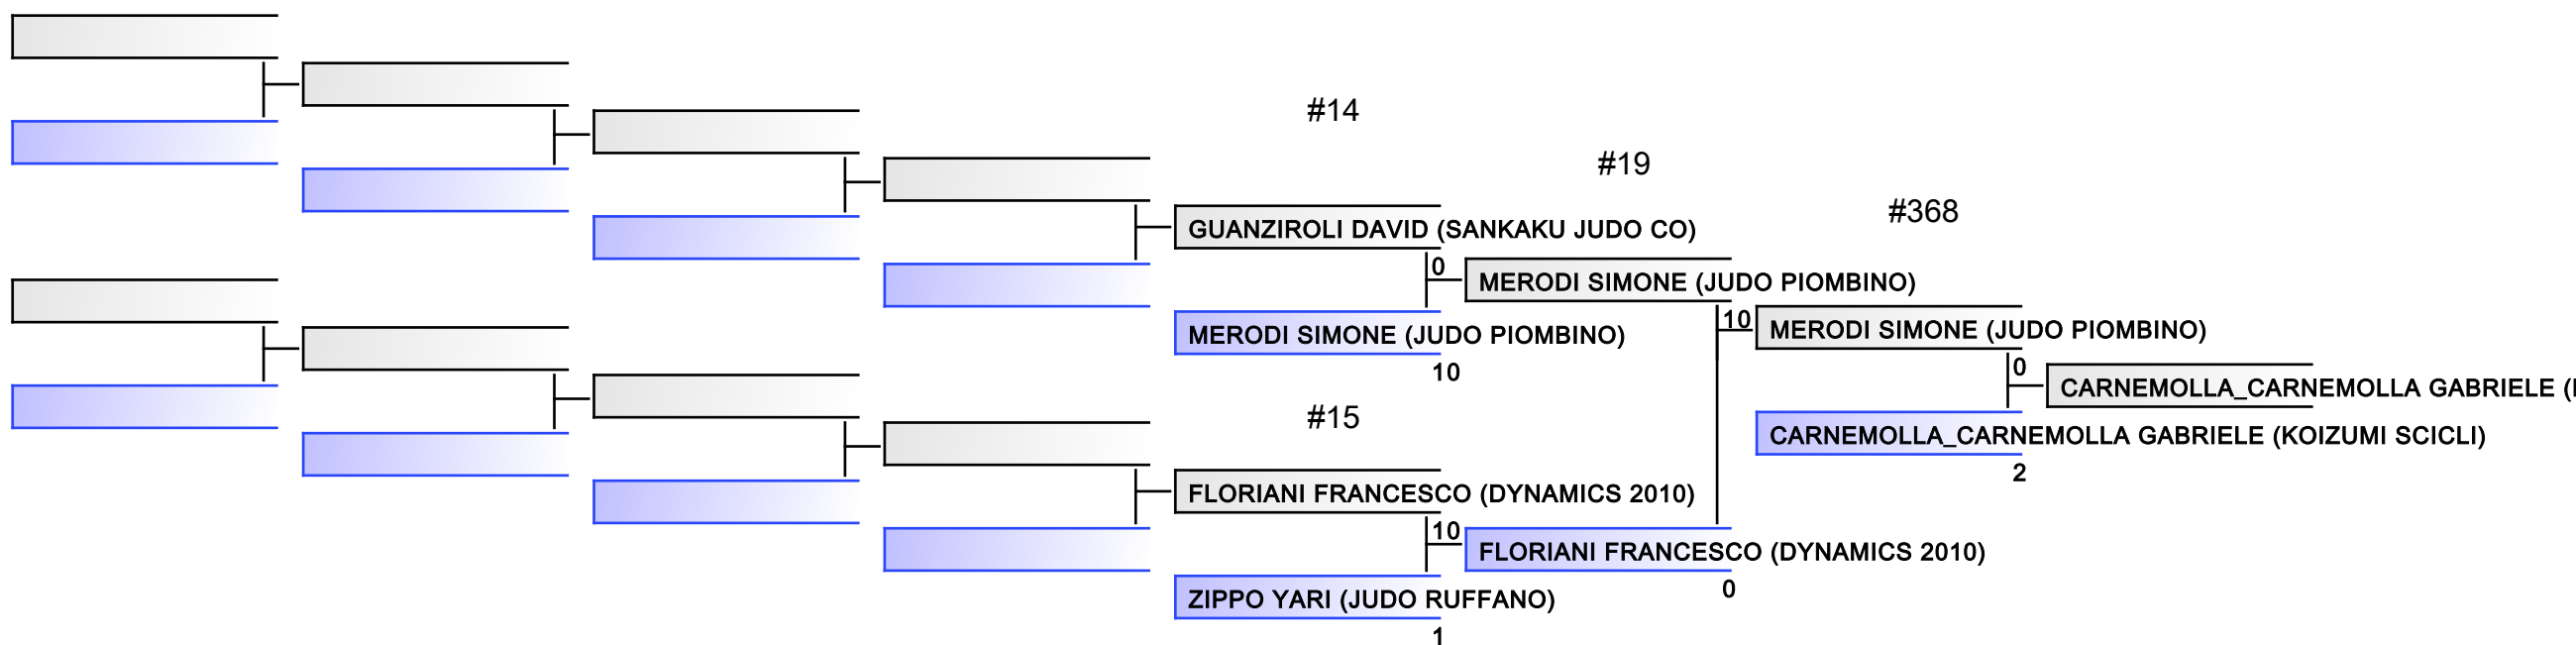 #14
#19
#368
GUANZIROLI DAVID (SANKAKU JUDO CO)
0
MERODI SIMONE (JUDO PIOMBINO)
10
MERODI SIMONE (JUDO PIOMBINO)
MERODI SIMONE (JUDO PIOMBINO)
10
0
CARNEMOLLA_CARNEMOLLA GABRIELE (
CARNEMOLLA_CARNEMOLLA GABRIELE (KOIZUMI SCICLI)
2
#15
FLORIANI FRANCESCO (DYNAMICS 2010)
10
FLORIANI FRANCESCO (DYNAMICS 2010)
0
ZIPPO YARI (JUDO RUFFANO)
1